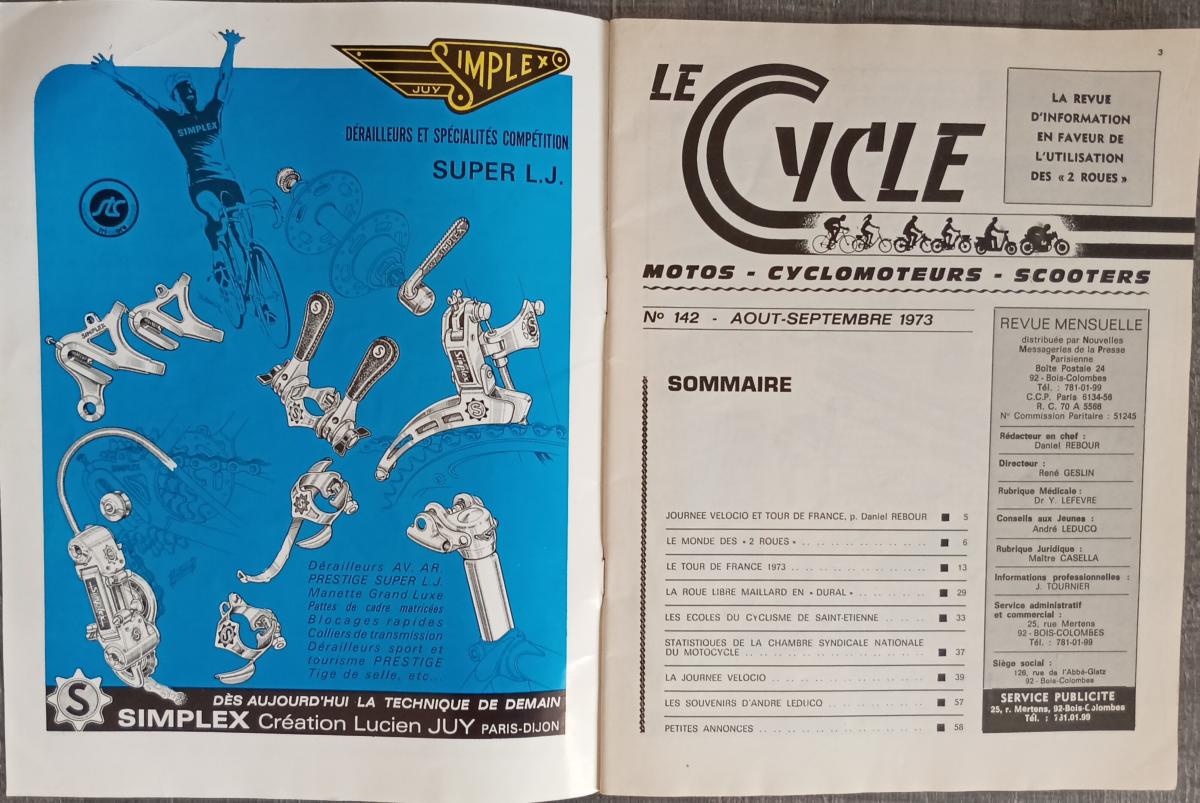 SIMPLEX
JUY
DÉRAILLEURS ET SPÉCIALITÉS COMPÉTITION
SUPER L.J.
SIMPLEX
Dérailleurs AV. AR.
PRESTIGE SUPER L.J.
Manette Grand Luxe
Pattes de cadre matricées
Blocages rapides
Colliers de transmission
Dérailleurs sport et
tourisme PRESTIGE
Tige de selle, etc...
S
DÈS AUJOURD'HUI LA TECHNIQUE DE DEMAIN
SIMPLEX Création Lucien JUY PARIS-DIJON
3
LE CYCLE
LA REVUE
D'INFORMATION
EN FAVEUR DE
L'UTILISATION
DES « 2 ROUES »
MOTOS - CYCLOMOTEURS - SCOOTERS
Nº 142 - AOUT-SEPTEMBRE 1973
SOMMAIRE
JOURNEE VELOCIO ET TOUR DE FRANCE, p. Daniel REBOUR ■ 5
LE MONDE DES « 2 ROUES » ■ 6
LE TOUR DE FRANCE 1973 ■ 13
LA ROUE LIBRE MAILLARD EN « DURAL » ■ 29
LES ECOLES DU CYCLISME DE SAINT-ETIENNE ■ 33
STATISTIQUES DE LA CHAMBRE SYNDICALE NATIONALE
DU MOTOCYCLE ■ 37
LA JOURNEE VELOCIO ■ 39
LES SOUVENIRS D'ANDRE LEDUCQ ■ 57
PETITES ANNONCES ■ 58
REVUE MENSUELLE
distribuée par Nouvelles
Messageries de la Presse
Parisienne
Boîte Postale 24
92 - Bois-Colombes
Tél. : 781-01-99
C.C.P. Paris 6134-56
R. C. 70 A 5568
N° Commission Paritaire : 51245
Rédacteur en chef :
Daniel REBOUR
Directeur :
René GESLIN
Rubrique Médicale :
Dr Y. LEFEVRE
Conseils aux Jeunes :
André LEDUCQ
Rubrique Juridique :
Maître CASELLA
Informations professionnelles :
J. TOURNIER
Service administratif
et commercial :
25, rue Mertens
92 - BOIS-COLOMBES
Tél. : 781-01-99
Siège social :
126, rue de l'Abbé-Glatz
92 - Bois-Colombes
SERVICE PUBLICITE
25, r. Mertens, 92-Bois-Colombes
Tél. : 781.01.99